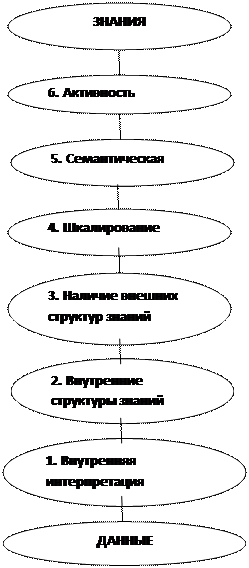 ЗНАНИЯ
6. Активность
5. Семантическая
4. Шкалирование
3. Наличие внешних
структур знаний
2. Внутренние
структуры знаний
1. Внутренняя
интерпретация
ДАННЫЕ